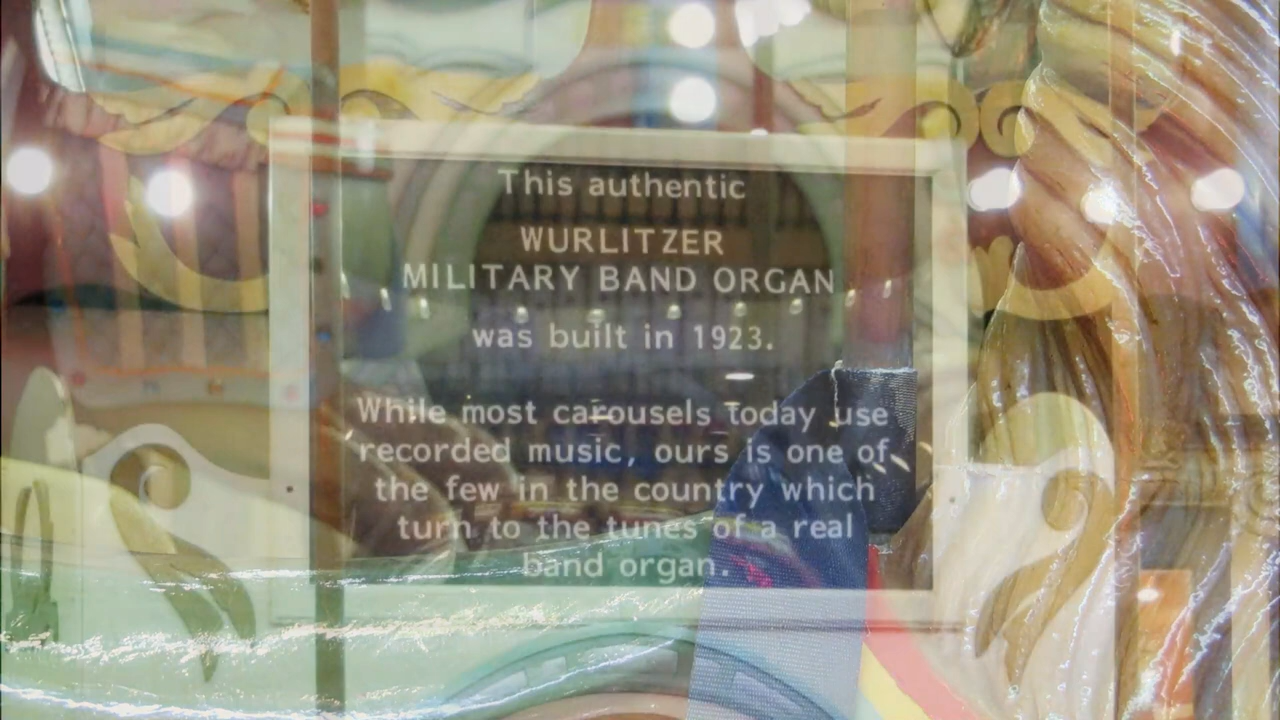 This authentic
WURLITZER
MILITARY BAND ORGAN
was built in 1923.
While most carousels today use
recorded music, ours is one of
the few in the country which
turn to the tunes of a real
band organ.